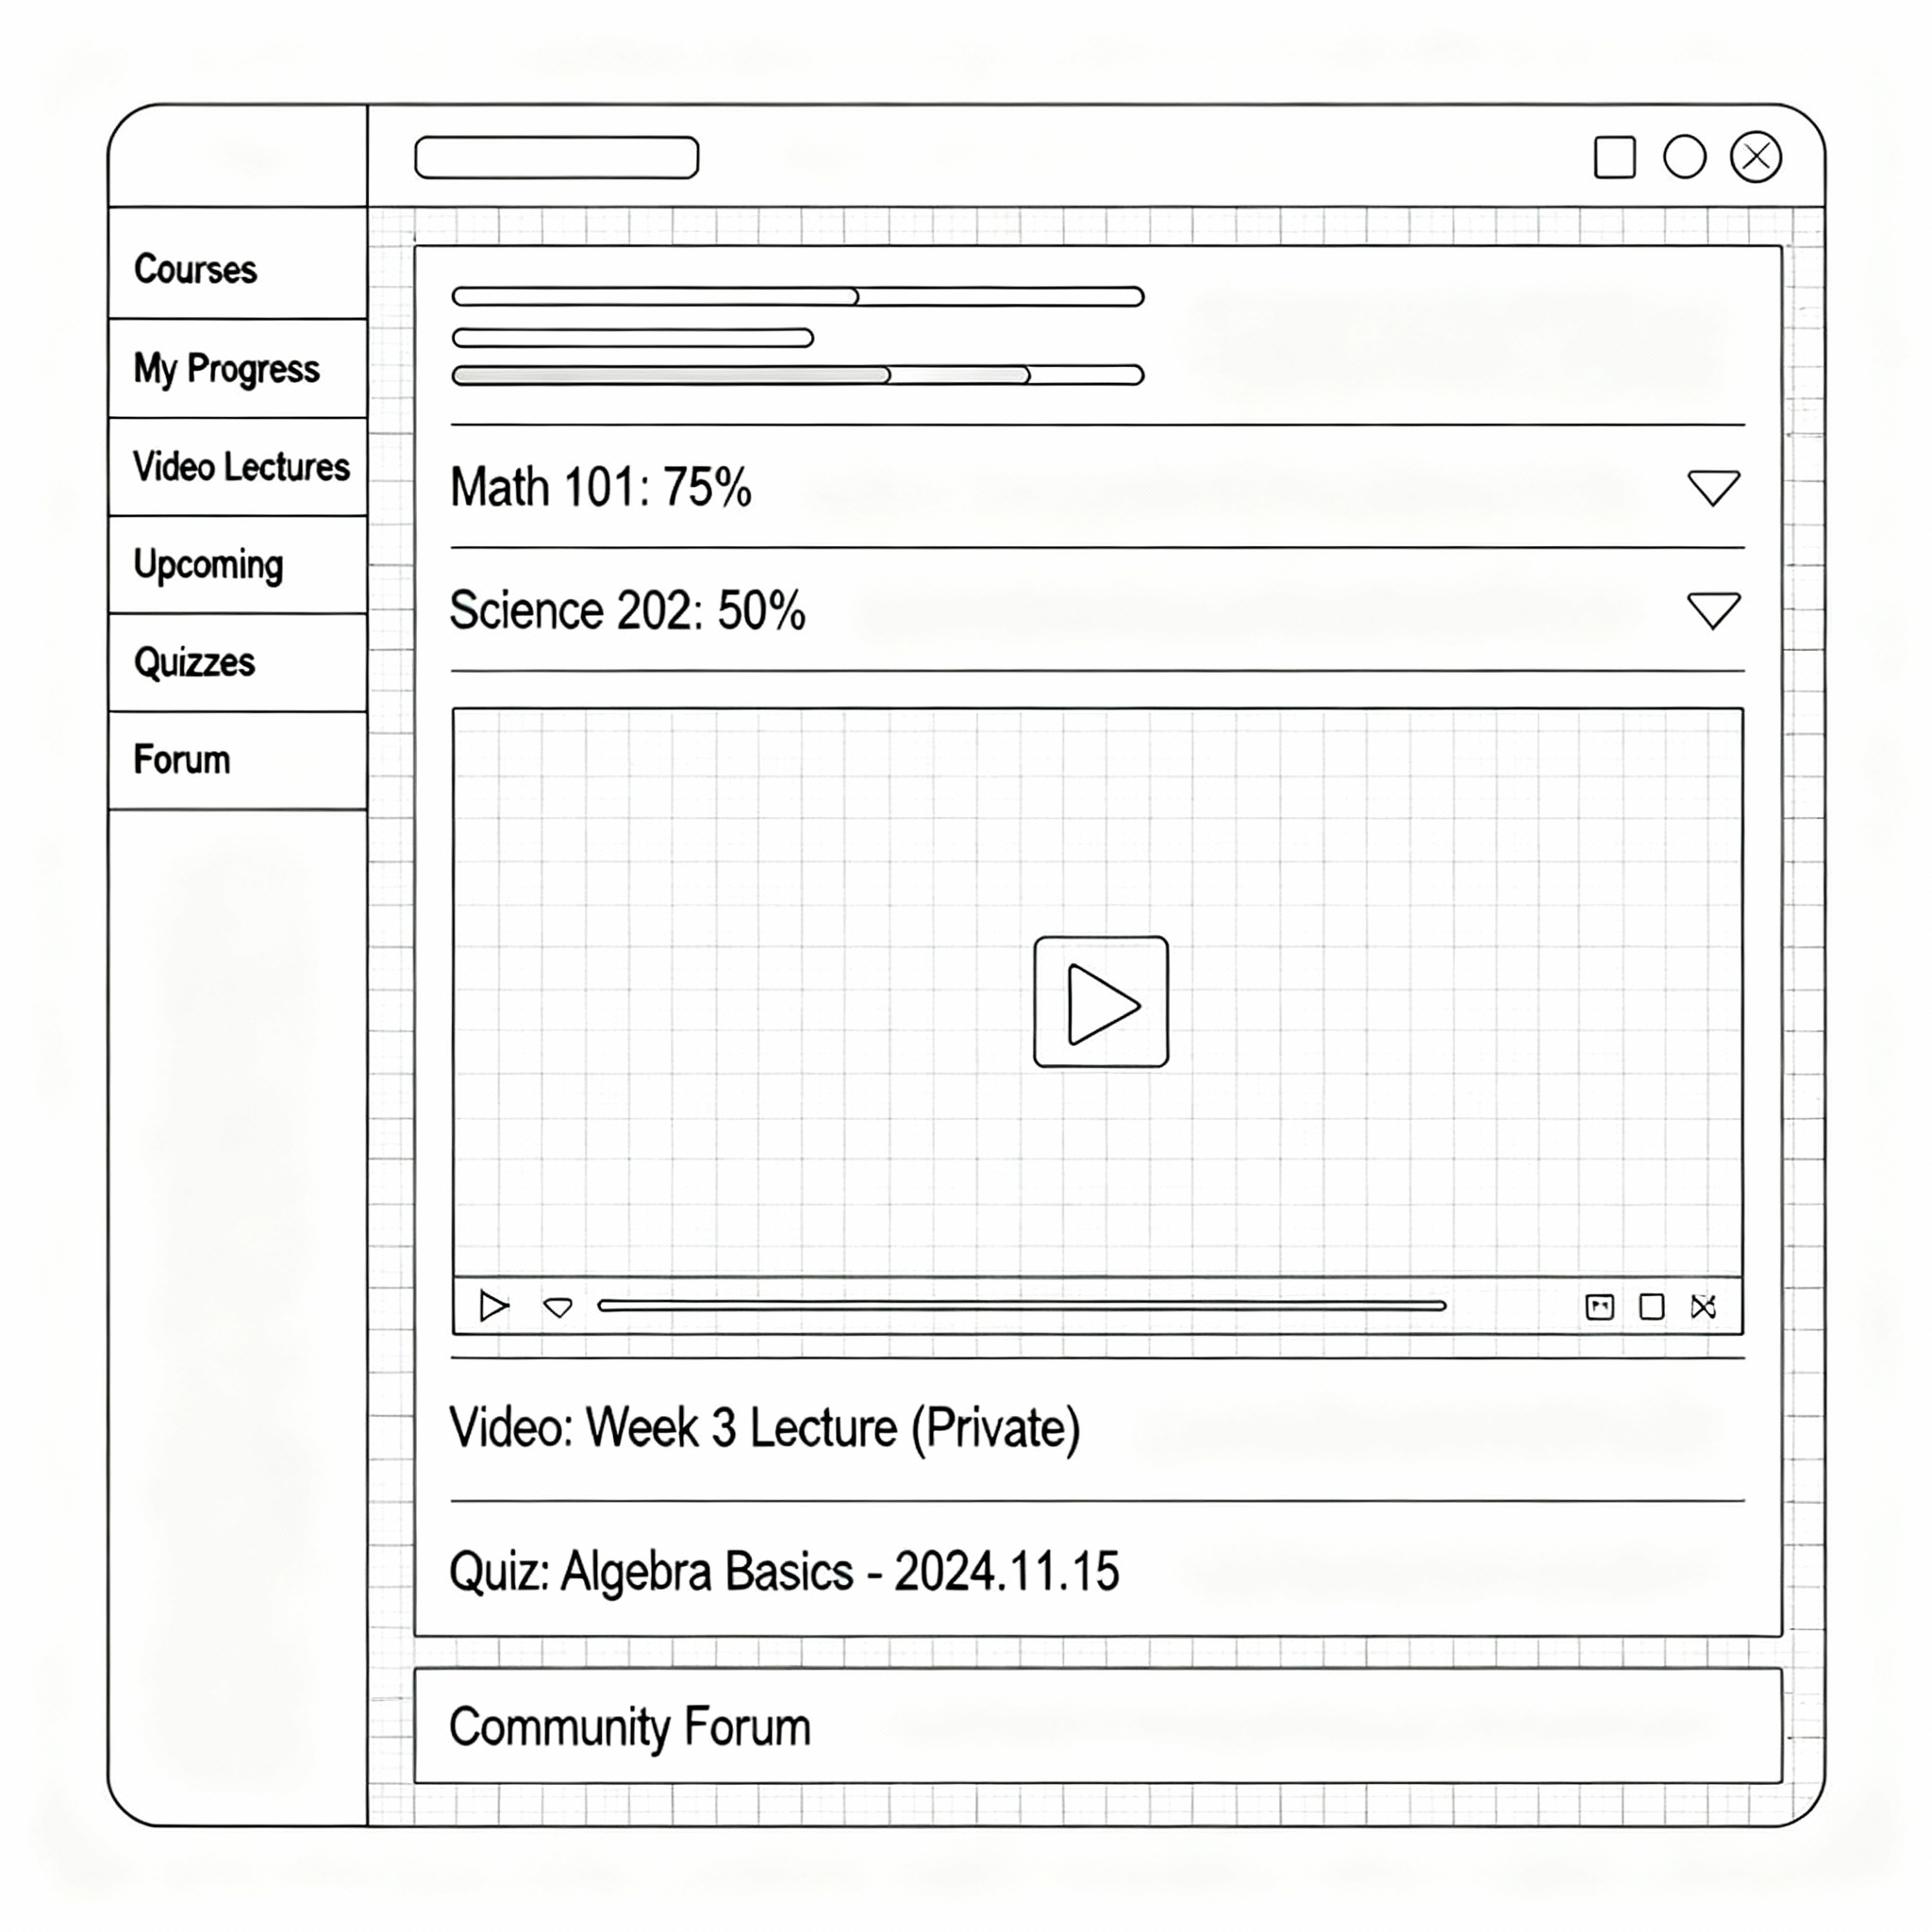 Courses
My Progress
Video Lectures
Upcoming
Quizzes
Forum
Math 101: 75%
Science 202: 50%
Video: Week 3 Lecture (Private)
Quiz: Algebra Basics - 2024.11.15
Community Forum